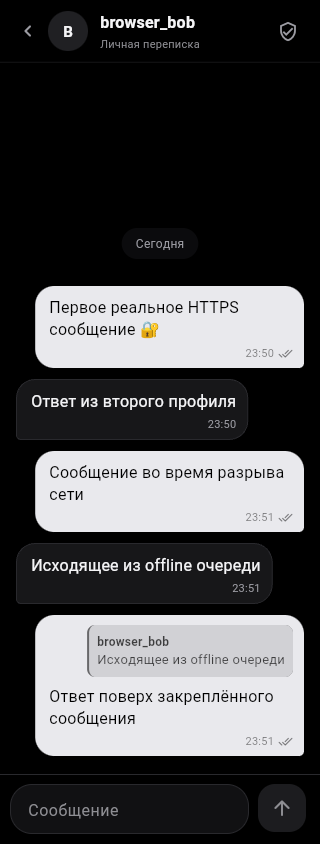 browser_bob
Личная переписка
B
Сегодня
Первое реальное HTTPS
сообщение 🔐
23:50
Ответ из второго профиля
23:50
Сообщение во время разрыва
сети
23:51
Исходящее из offline очереди
23:51
browser_bob
Исходящее из offline очереди
Ответ поверх закреплённого
сообщения
23:51
Сообщение